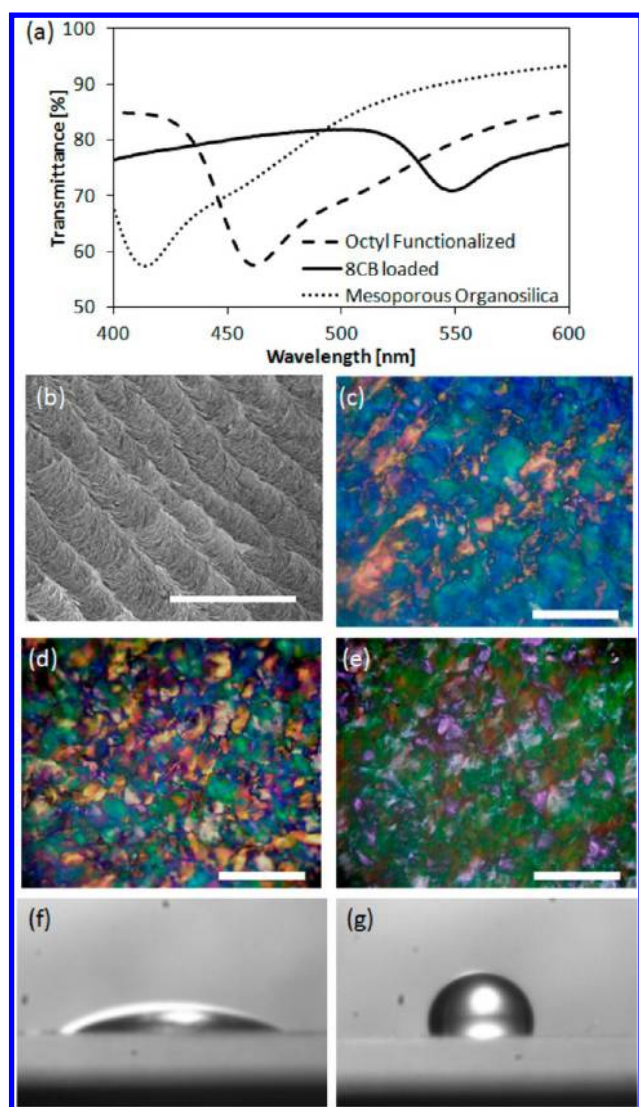 (a)
100
90
80
70
60
50
Transmittance [%]
Octyl Functionalized
8CB loaded
Mesoporous Organosilica
400 450 500 550 600
Wavelength [nm]
(b) (c)
(d) (e)
(f) (g)